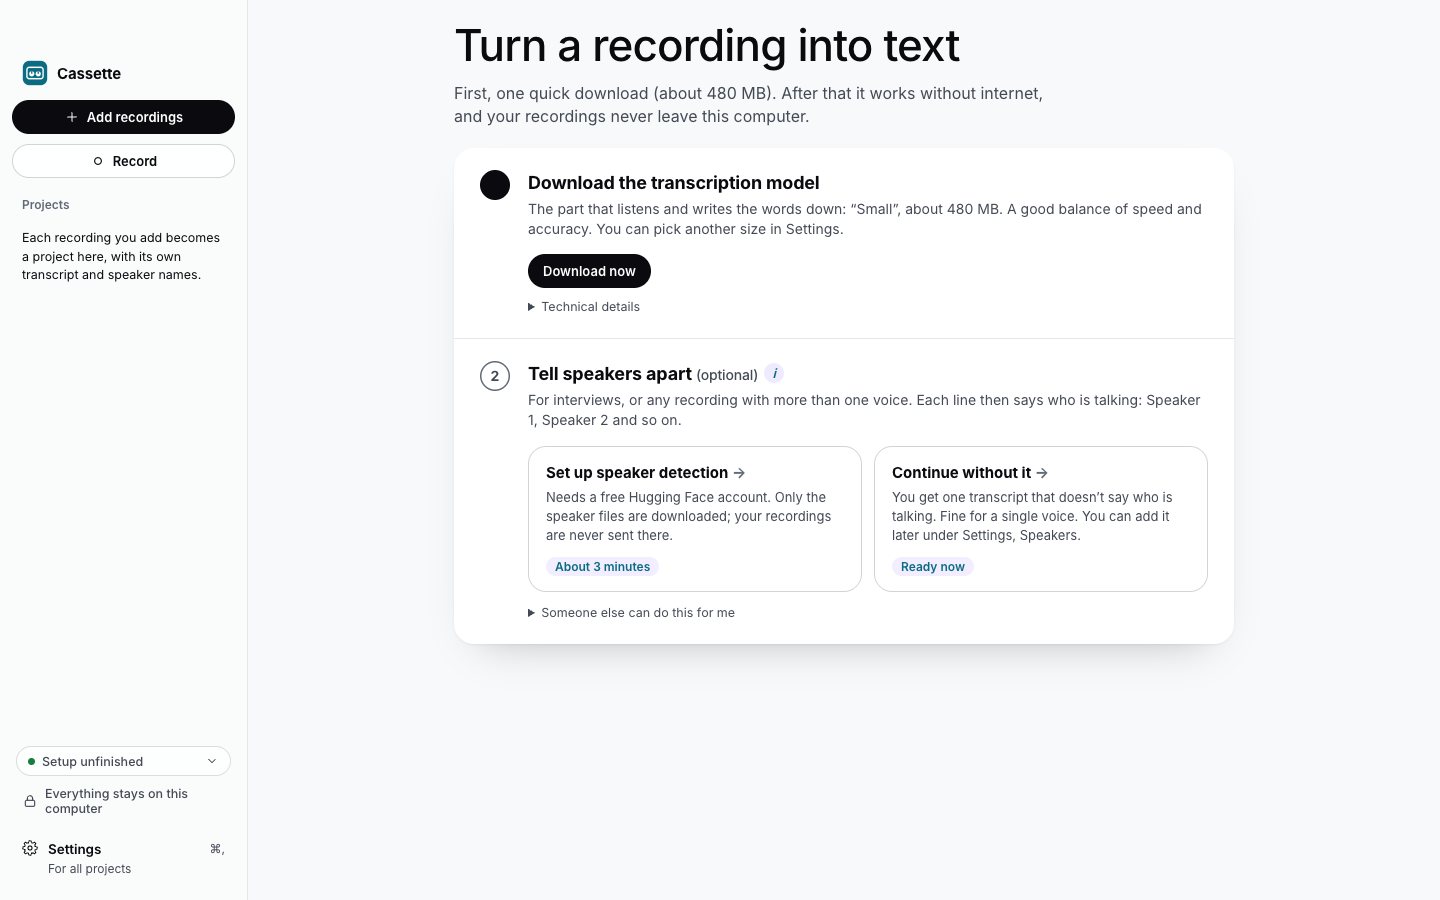 Cassette
+ Add recordings
Record
Projects
Each recording you add becomes
a project here, with its own
transcript and speaker names.
Setup unfinished
Everything stays on this
computer
Settings ⌘,
For all projects
Turn a recording into text
First, one quick download (about 480 MB). After that it works without internet,
and your recordings never leave this computer.
Download the transcription model
The part that listens and writes the words down: “Small”, about 480 MB. A good balance of speed and
accuracy. You can pick another size in Settings.
Download now
Technical details
2
Tell speakers apart (optional) i
For interviews, or any recording with more than one voice. Each line then says who is talking: Speaker
1, Speaker 2 and so on.
Set up speaker detection →
Needs a free Hugging Face account. Only the
speaker files are downloaded; your recordings
are never sent there.
About 3 minutes
Continue without it →
You get one transcript that doesn’t say who is
talking. Fine for a single voice. You can add it
later under Settings, Speakers.
Ready now
Someone else can do this for me